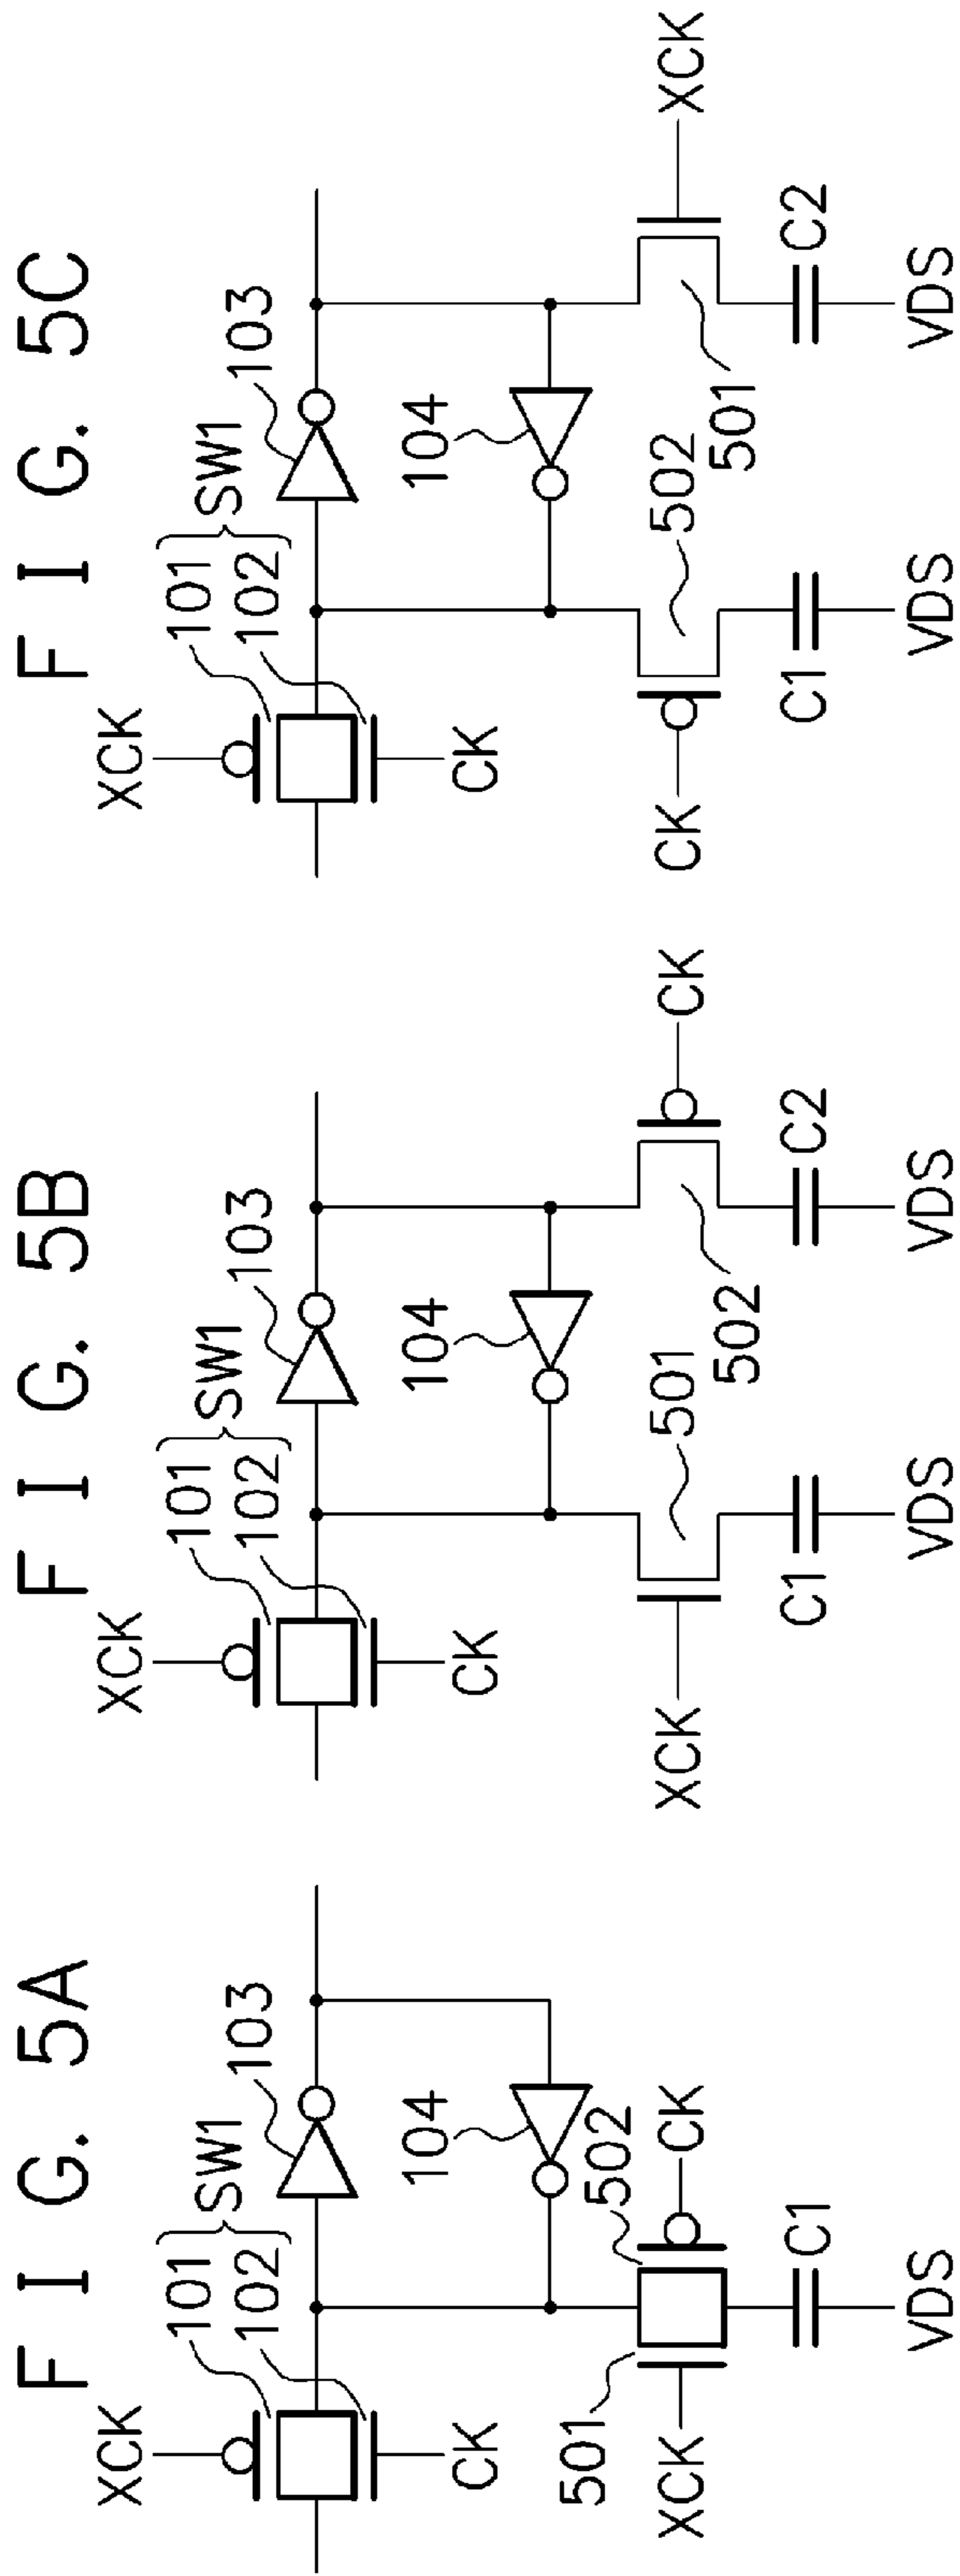 F I G. 5A
XCK
101
102
SW1
103
CK
104
501
502
XCK
CK
C1
VDS
F I G. 5B
XCK
101
102
SW1
103
CK
104
501
502
XCK
CK
C1
C2
VDS
VDS
F I G. 5C
XCK
101
102
SW1
103
CK
104
502
501
CK
XCK
C1
C2
VDS
VDS